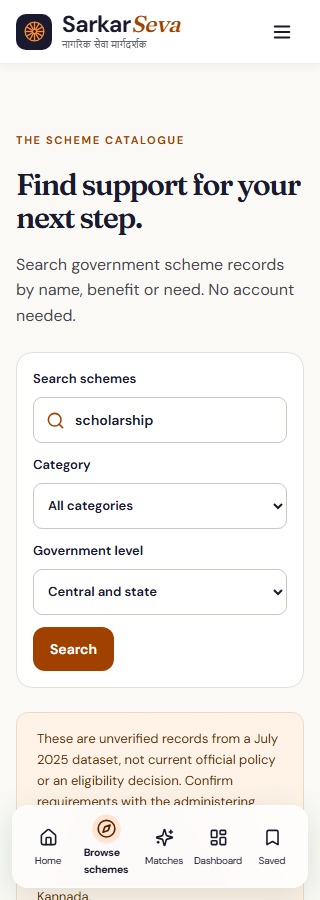 SarkarSeva
नागरिक सेवा मार्गदर्शक
THE SCHEME CATALOGUE
Find support for your
next step.
Search government scheme records
by name, benefit or need. No account
needed.
Search schemes
scholarship
Category
All categories
Government level
Central and state
Search
These are unverified records from a July
2025 dataset, not current official policy
or an eligibility decision. Confirm
requirements with the administering
Home
Browse
schemes
Matches
Dashboard
Saved
Kannada